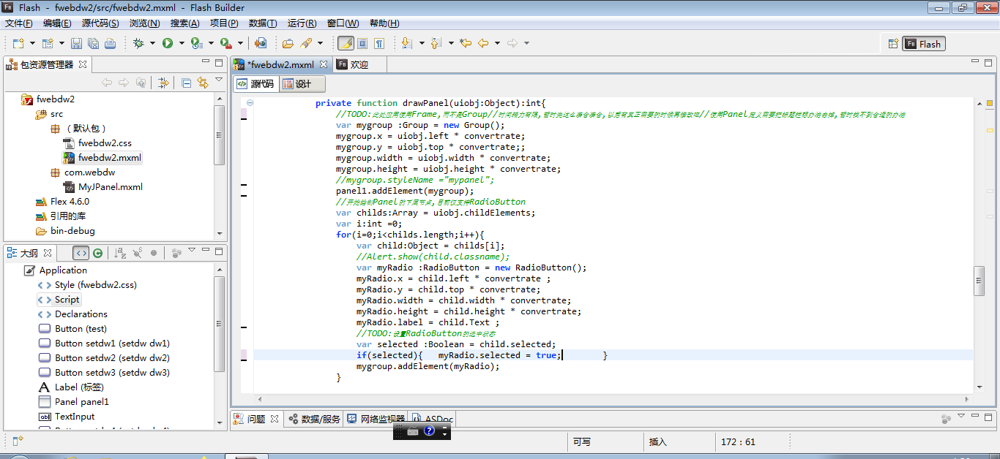 Flash - fwebdw2/src/fwebdw2.mxml - Flash Builder
文件(F) 编辑(E) 源代码(S) 浏览(N) 搜索(A) 项目(P) 数据(T) 运行(R) 窗口(W) 帮助(H)
Fb Flash
包资源管理器
*fwebdw2.mxml
Fb 欢迎
源代码 设计
fwebdw2
src
（默认包）
fwebdw2.css
fwebdw2.mxml
com.webdw
MyJPanel.mxml
Flex 4.6.0
引用的库
bin-debug
大纲
Application
Style (fwebdw2.css)
Script
Declarations
Button (test)
Button setdw1 (setdw dw1)
Button setdw2 (setdw dw2)
Button setdw3 (setdw dw3)
Label (标签)
Panel panel1
TextInput
private function drawPanel(uiobj:Object):int{
//TODO:此处应用使用Frame,而不是Group//时间精力有限,暂时先这么凑合凑合,以后有真正需要的时候再修改吧//使用Panel定义需要把标题栏想办法去掉,暂时找不到合适的办法
var mygroup :Group = new Group();
mygroup.x = uiobj.left * convertrate;
mygroup.y = uiobj.top * convertrate;;
mygroup.width = uiobj.width * convertrate;
mygroup.height = uiobj.height * convertrate;
//mygroup.styleName ="mypanel";
panel1.addElement(mygroup);
//开始绘制Panel的下层节点,目前仅支持RadioButton
var childs:Array = uiobj.childElements;
var i:int =0;
for(i=0;i<childs.length;i++){
var child:Object = childs[i];
//Alert.show(child.classname);
var myRadio :RadioButton = new RadioButton();
myRadio.x = child.left * convertrate ;
myRadio.y = child.top * convertrate;
myRadio.width = child.width * convertrate;
myRadio.height = child.height * convertrate;
myRadio.label = child.Text ;
//TODO:设置RadioButton的选中状态
var selected :Boolean = child.selected;
if(selected){ myRadio.selected = true; }
mygroup.addElement(myRadio);
}
问题 数据/服务 网络监视器 ASDoc
可写 插入 172 : 61